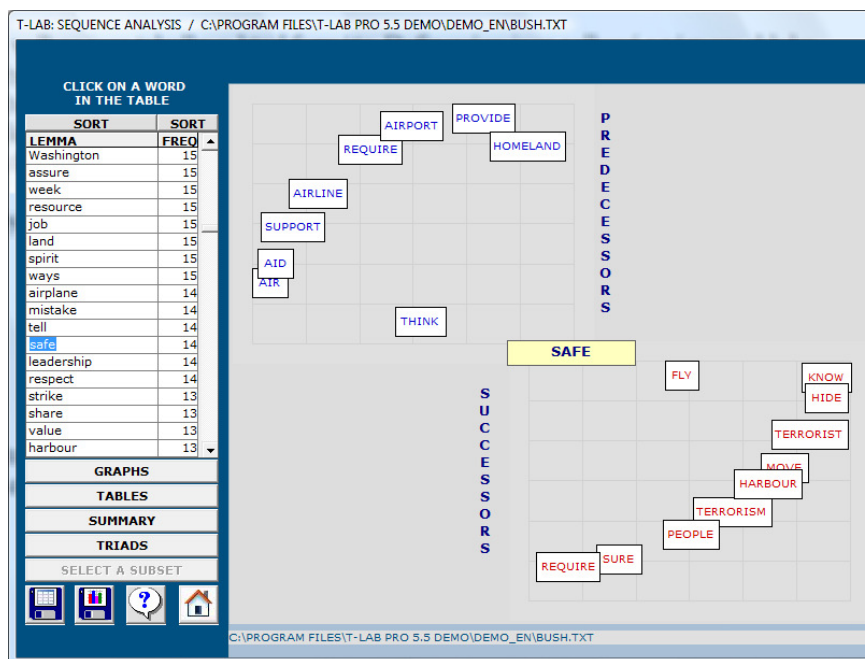 T-LAB: SEQUENCE ANALYSIS / C:\PROGRAM FILES\T-LAB PRO 5.5 DEMO\DEMO_EN\BUSH.TXT
CLICK ON A WORD
IN THE TABLE
SORT SORT
LEMMA FREQ
Washington 15
assure 15
week 15
resource 15
job 15
land 15
spirit 15
ways 15
airplane 14
mistake 14
tell 14
safe 14
leadership 14
respect 14
strike 13
share 13
value 13
harbour 13
GRAPHS
TABLES
SUMMARY
TRIADS
SELECT A SUBSET
?
PREDECESSORS
PROVIDE
AIRPORT
HOMELAND
REQUIRE
AIRLINE
SUPPORT
AID
AIR
THINK
SAFE
SUCCESSORS
FLY
KNOW
HIDE
TERRORIST
MOVE
HARBOUR
TERRORISM
PEOPLE
SURE
REQUIRE
C:\PROGRAM FILES\T-LAB PRO 5.5 DEMO\DEMO_EN\BUSH.TXT